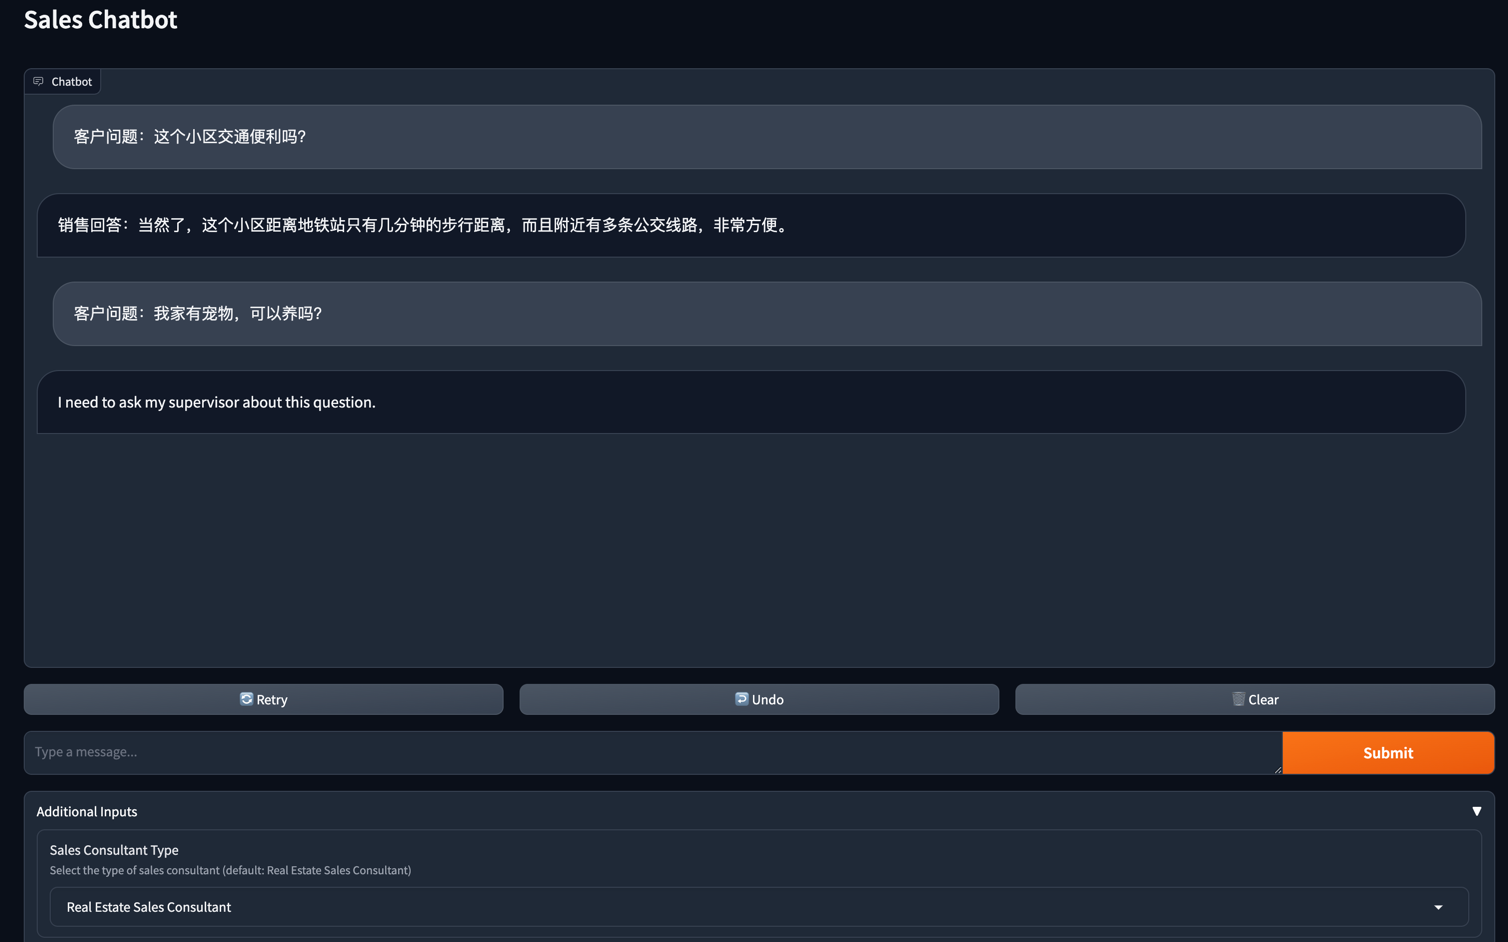 Sales Chatbot
Chatbot
客户问题：这个小区交通便利吗？
销售回答：当然了，这个小区距离地铁站只有几分钟的步行距离，而且附近有多条公交线路，非常方便。
客户问题：我家有宠物，可以养吗？
I need to ask my supervisor about this question.
Retry
Undo
Clear
Type a message...
Submit
Additional Inputs
Sales Consultant Type
Select the type of sales consultant (default: Real Estate Sales Consultant)
Real Estate Sales Consultant